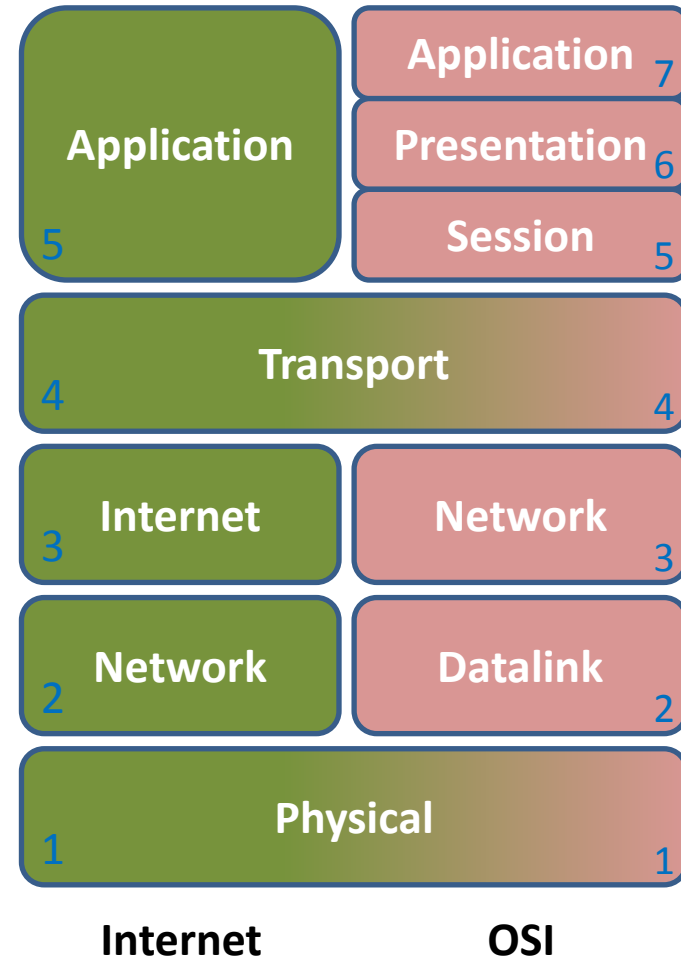 Application 7
Application
5
Presentation 6
Session 5
Transport
4 4
Internet
3
Network
3
Network
2
Datalink
2
Physical
1 1
Internet OSI